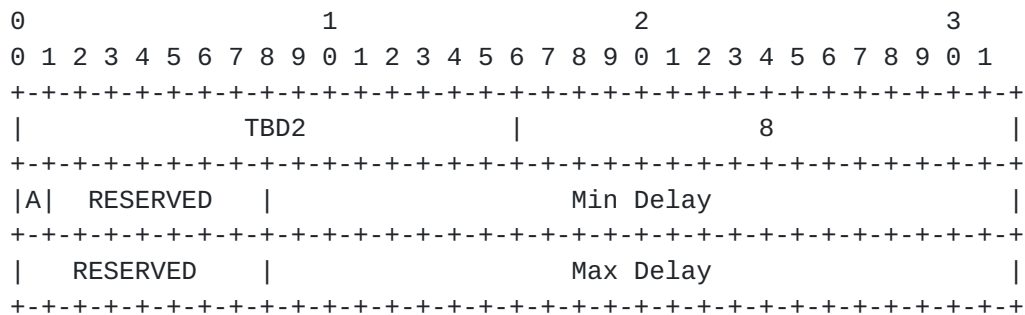 0                   1                   2                   3
0 1 2 3 4 5 6 7 8 9 0 1 2 3 4 5 6 7 8 9 0 1 2 3 4 5 6 7 8 9 0 1
+-+-+-+-+-+-+-+-+-+-+-+-+-+-+-+-+-+-+-+-+-+-+-+-+-+-+-+-+-+-+-+-+
|              TBD2             |               8               |
+-+-+-+-+-+-+-+-+-+-+-+-+-+-+-+-+-+-+-+-+-+-+-+-+-+-+-+-+-+-+-+-+
|A|  RESERVED   |                   Min Delay                   |
+-+-+-+-+-+-+-+-+-+-+-+-+-+-+-+-+-+-+-+-+-+-+-+-+-+-+-+-+-+-+-+-+
|   RESERVED    |                   Max Delay                   |
+-+-+-+-+-+-+-+-+-+-+-+-+-+-+-+-+-+-+-+-+-+-+-+-+-+-+-+-+-+-+-+-+